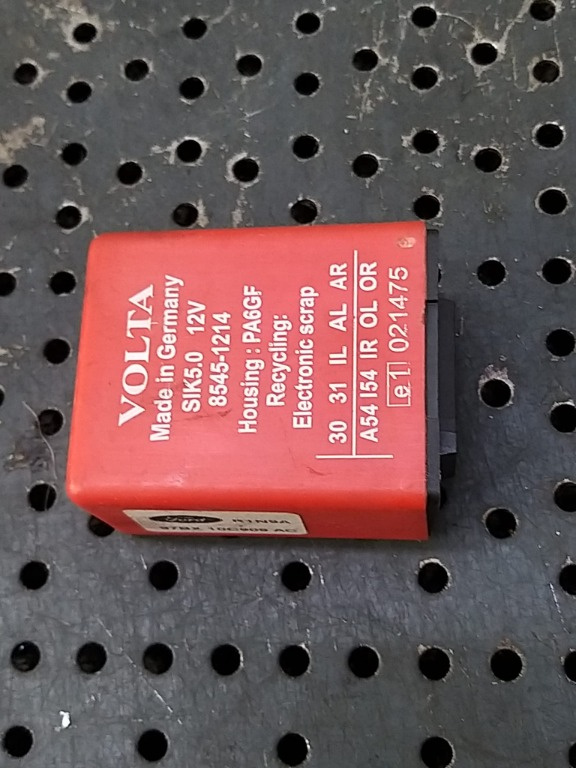 VOLTA
Made in Germany
SIK5.0 12V
8545-1214
Housing : PA6GF
Recycling:
Electronic scrap
30 31 IL AL AR
A54 I54 IR OL OR
e1 021475
Ford